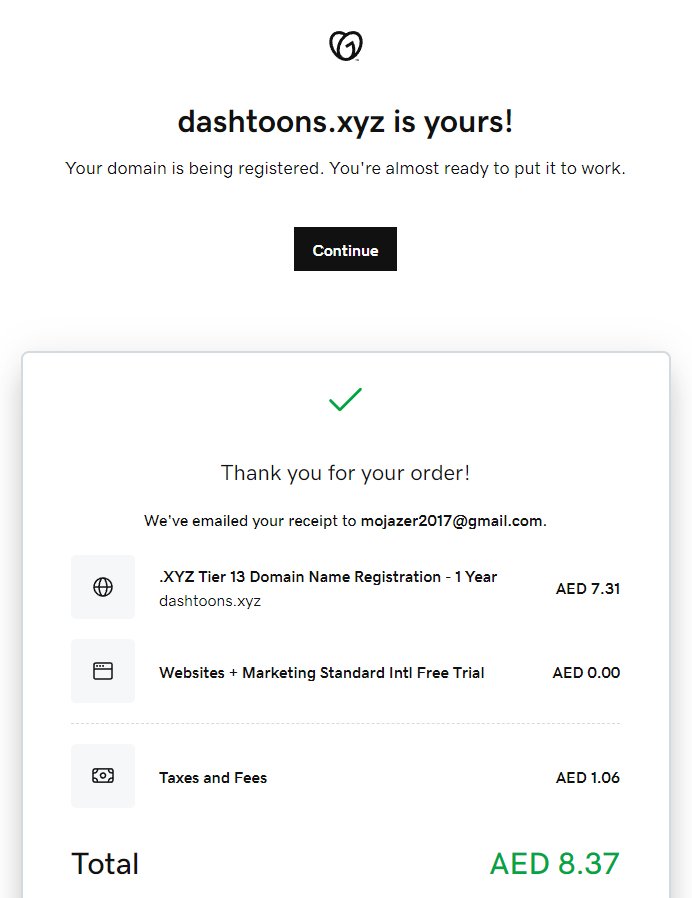 dashtoons.xyz is yours!
Your domain is being registered. You're almost ready to put it to work.
Continue
Thank you for your order!
We've emailed your receipt to mojazer2017@gmail.com.
.XYZ Tier 13 Domain Name Registration - 1 Year
dashtoons.xyz
AED 7.31
Websites + Marketing Standard Intl Free Trial
AED 0.00
Taxes and Fees
AED 1.06
Total
AED 8.37